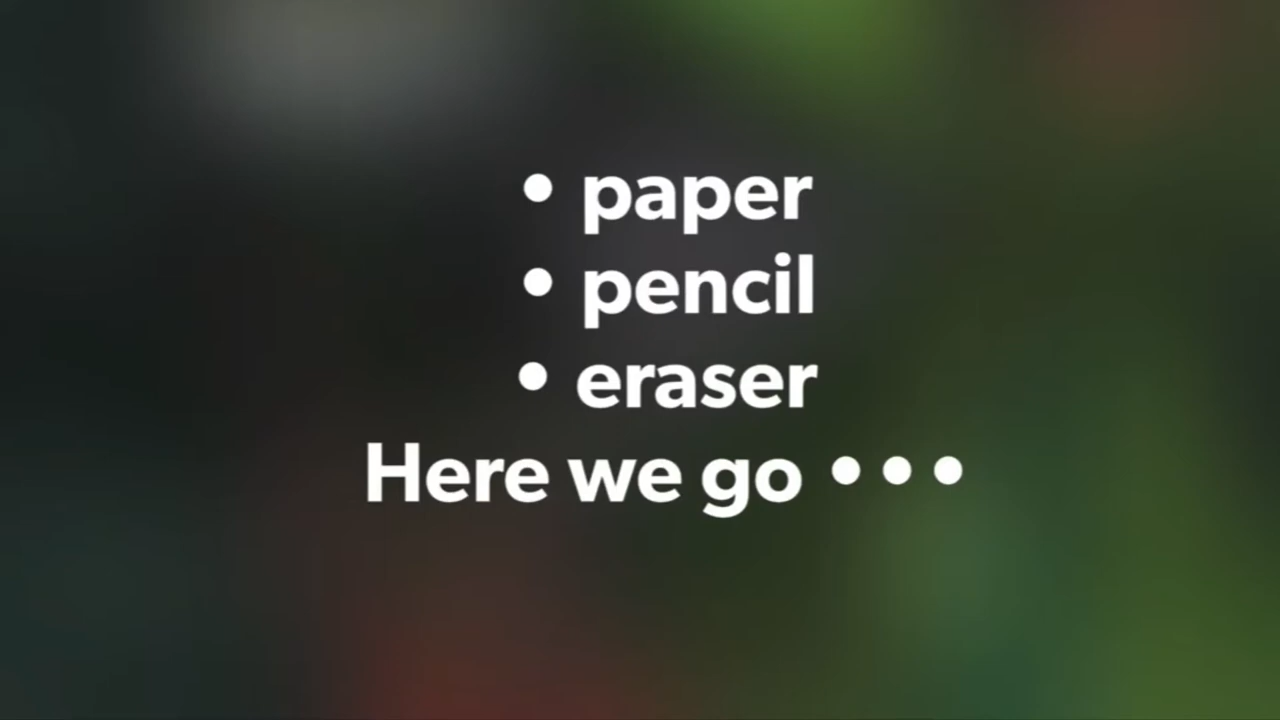 • paper
• pencil
• eraser
Here we go •••